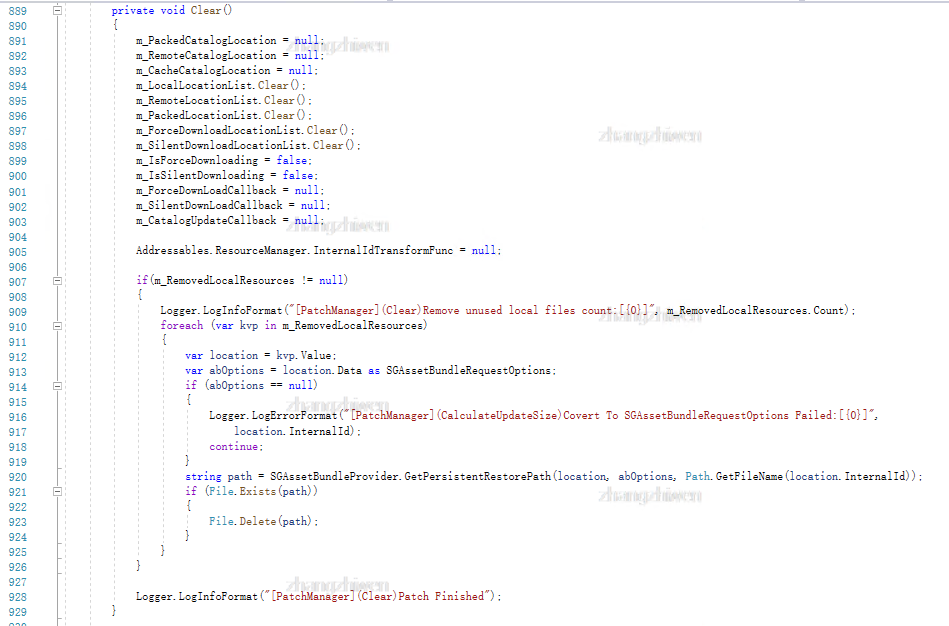 889 private void Clear()
890 {
891 m_PackedCatalogLocation = null;
zhangzhiwen
892 m_RemoteCatalogLocation = null;
893 m_CacheCatalogLocation = null;
894 m_LocalLocationList.Clear();
895 m_RemoteLocationList.Clear();
896 m_PackedLocationList.Clear();
897 m_ForceDownloadLocationList.Clear();
zhangzhiwen
898 m_SilentDownloadLocationList.Clear();
899 m_IsForceDownloading = false;
900 m_IsSilentDownloading = false;
901 m_ForceDownLoadCallback = null;
902 m_SilentDownLoadCallback = null;
903 m_CatalogUpdateCallback = null;
zhangzhiwen
904
905 Addressables.ResourceManager.InternalIdTransformFunc = null;
906
907 if(m_RemovedLocalResources != null)
908 {
909 Logger.LogInfoFormat("[PatchManager](Clear)Remove unused local files count:[{0}]", m_RemovedLocalResources.Count);
zhangzhiwen
910 foreach (var kvp in m_RemovedLocalResources)
911 {
912 var location = kvp.Value;
913 var abOptions = location.Data as SGAssetBundleRequestOptions;
914 if (abOptions == null)
915 {
zhangzhiwen
916 Logger.LogErrorFormat("[PatchManager](CalculateUpdateSize)Covert To SGAssetBundleRequestOptions Failed:[{0}]",
917 location.InternalId);
918 continue;
919 }
920 string path = SGAssetBundleProvider.GetPersistentRestorePath(location, abOptions, Path.GetFileName(location.InternalId));
921 if (File.Exists(path))
zhangzhiwen
922 {
923 File.Delete(path);
924 }
925 }
926 }
927
zhangzhiwen
928 Logger.LogInfoFormat("[PatchManager](Clear)Patch Finished");
929 }